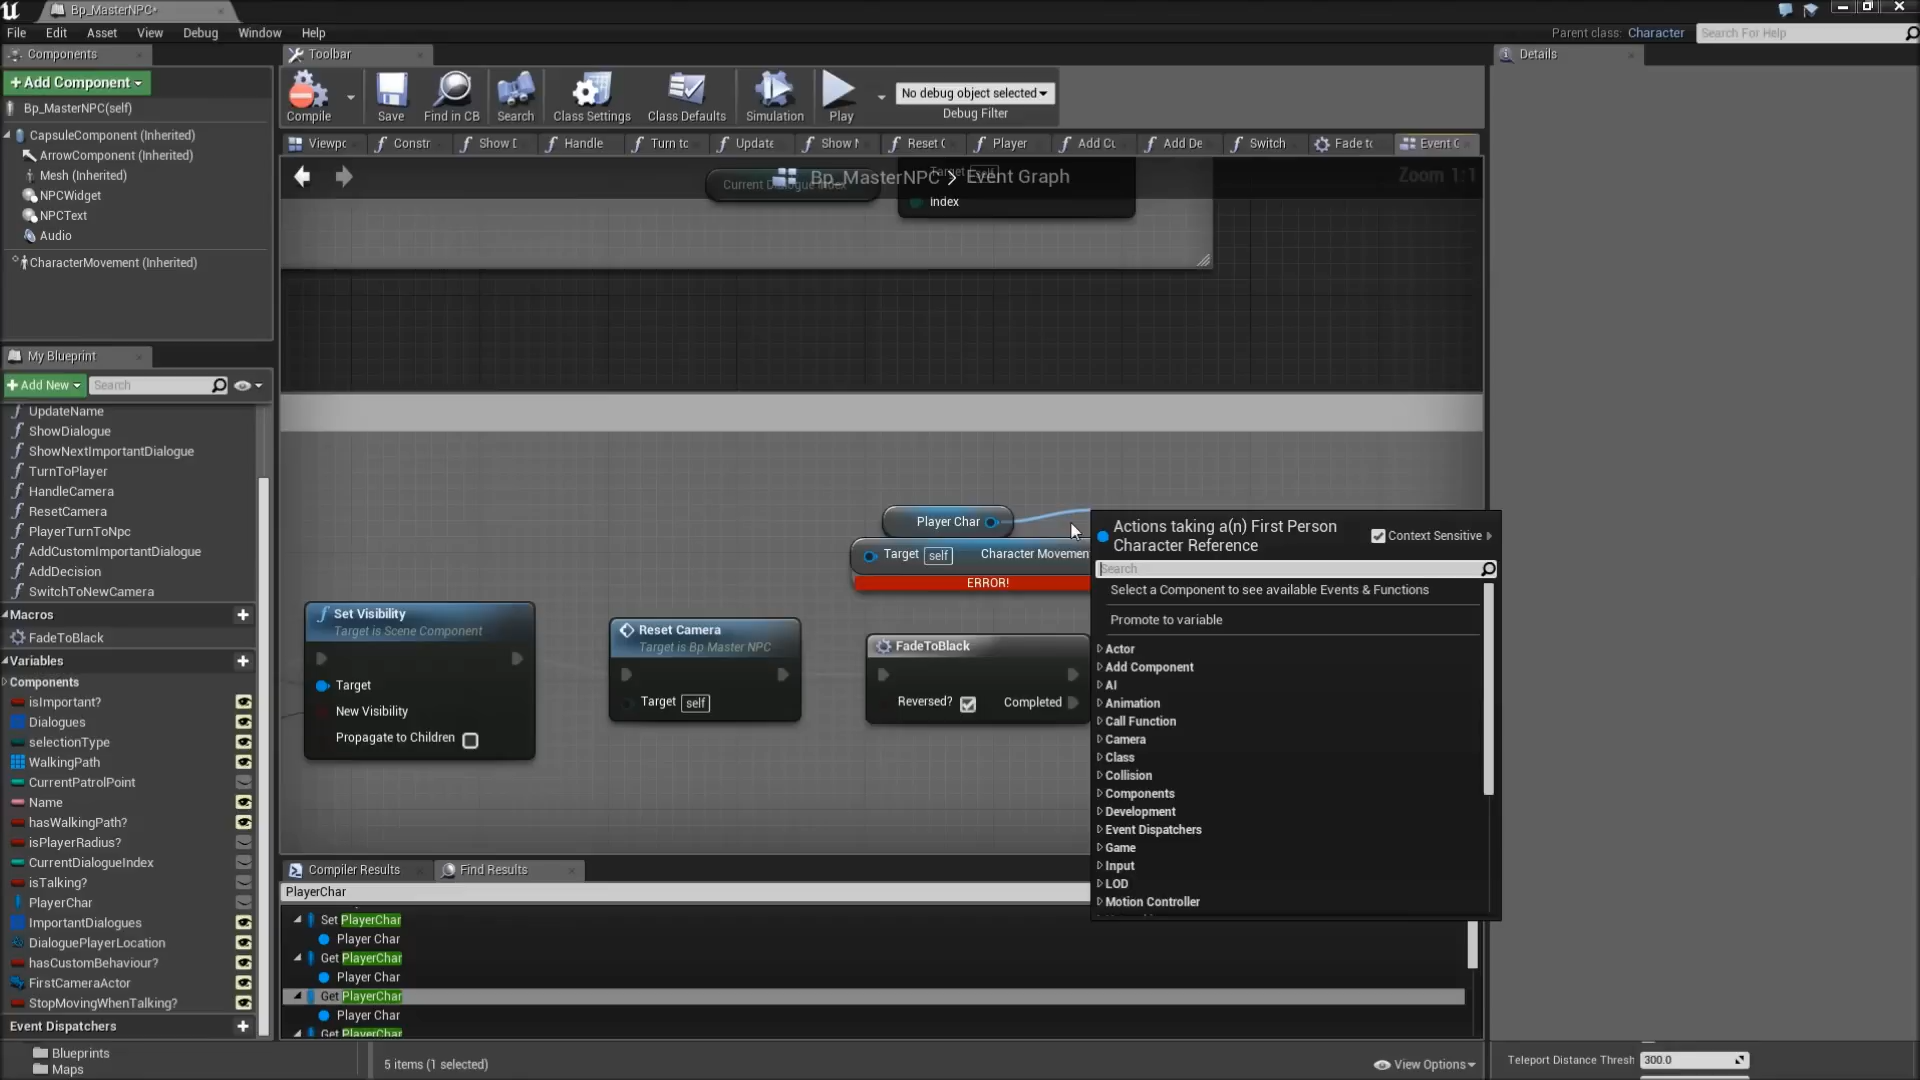 Bp_MasterNPC*
File Edit Asset View Debug Window Help
Parent class: Character
Search For Help
Components
Toolbar
Details
+Add Component
Bp_MasterNPC(self)
CapsuleComponent (Inherited)
ArrowComponent (Inherited)
Mesh (Inherited)
NPCWidget
NPCText
Audio
CharacterMovement (Inherited)
Compile
Save
Find in CB
Search
Class Settings
Class Defaults
Simulation
Play
No debug object selected
Debug Filter
Viewpo
Constr
Show D
Handle
Turn to
Update
Show N
Reset C
Player
Add Cu
Add De
Switch
Fade to
Event G
Bp_MasterNPC > Event Graph
Zoom 1:1
Current Dialogue Index
Target self
Index
My Blueprint
+Add New
Search
UpdateName
ShowDialogue
ShowNextImportantDialogue
TurnToPlayer
HandleCamera
ResetCamera
PlayerTurnToNpc
AddCustomImportantDialogue
AddDecision
SwitchToNewCamera
Macros
FadeToBlack
Variables
Components
isImportant?
Dialogues
selectionType
WalkingPath
CurrentPatrolPoint
Name
hasWalkingPath?
isPlayerRadius?
CurrentDialogueIndex
isTalking?
PlayerChar
ImportantDialogues
DialoguePlayerLocation
hasCustomBehaviour?
FirstCameraActor
StopMovingWhenTalking?
Event Dispatchers
Blueprints
Maps
Player Char
Target self Character Movement
ERROR!
Set Visibility
Target is Scene Component
Target
New Visibility
Propagate to Children
Reset Camera
Target is Bp Master NPC
Target self
FadeToBlack
Reversed? Completed
Actions taking a(n) First Person
Character Reference
Context Sensitive
Search
Select a Component to see available Events & Functions
Promote to variable
Actor
Add Component
AI
Animation
Call Function
Camera
Class
Collision
Components
Development
Event Dispatchers
Game
Input
LOD
Motion Controller
Compiler Results
Find Results
PlayerChar
Set PlayerChar
Player Char
Get PlayerChar
Player Char
Get PlayerChar
Player Char
Get PlayerChar
5 items (1 selected)
View Options
Teleport Distance Thresh 300.0